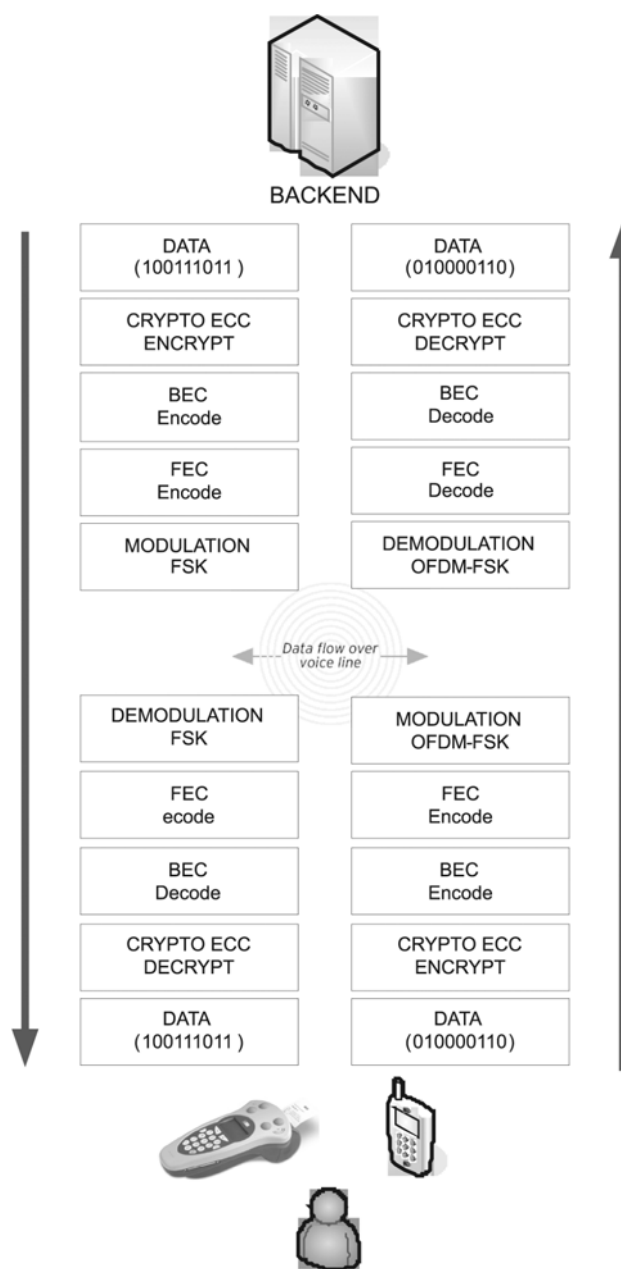 BACKEND
DATA
(100111011 )
CRYPTO ECC
ENCRYPT
BEC
Encode
FEC
Encode
MODULATION
FSK
DATA
(010000110)
CRYPTO ECC
DECRYPT
BEC
Decode
FEC
Decode
DEMODULATION
OFDM-FSK
Data flow over
voice line
DEMODULATION
FSK
FEC
ecode
BEC
Decode
CRYPTO ECC
DECRYPT
DATA
(100111011 )
MODULATION
OFDM-FSK
FEC
Encode
BEC
Encode
CRYPTO ECC
ENCRYPT
DATA
(010000110)